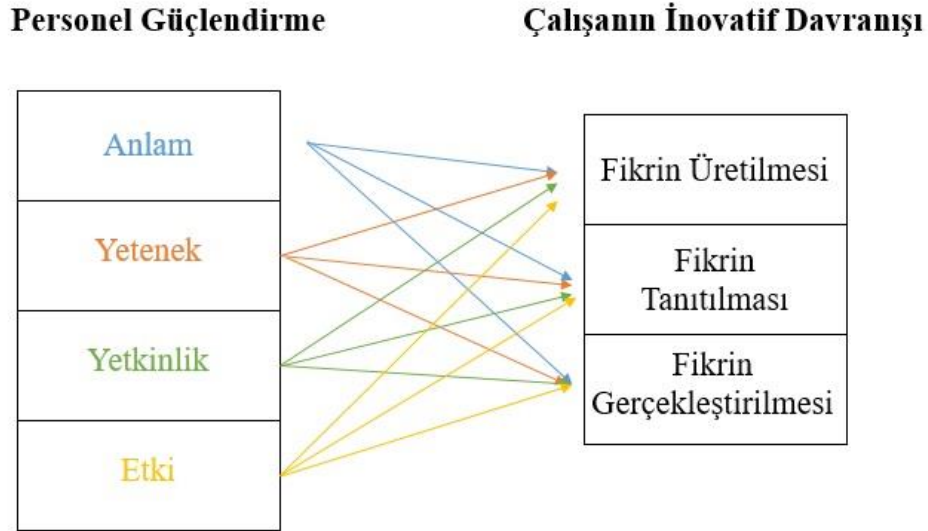 Personel Güçlendirme
Çalışanın İnovatif Davranışı
Anlam
Yetenek
Yetkinlik
Etki
Fikrin Üretilmesi
Fikrin
Tanıtılması
Fikrin
Gerçekleştirilmesi